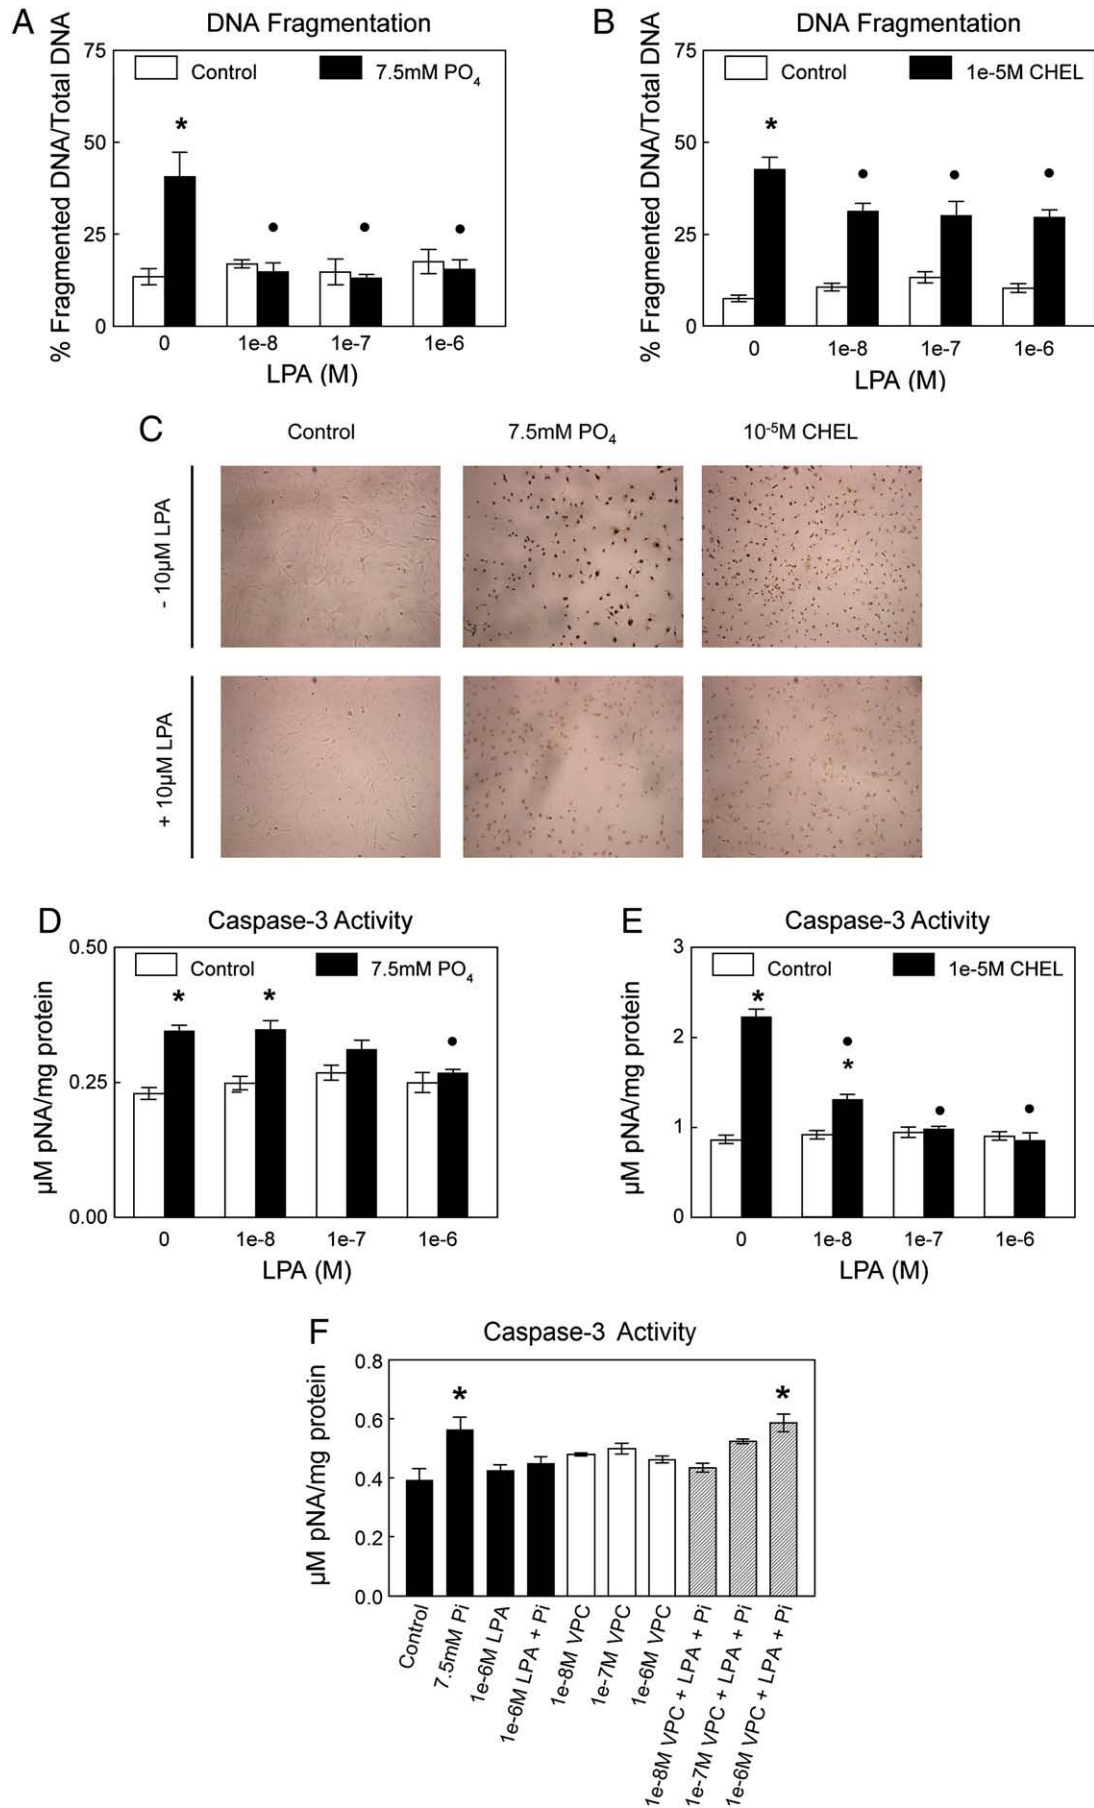 A
DNA Fragmentation
% Fragmented DNA/Total DNA
75
50
25
0
Control
7.5mM PO4
*
•
•
•
0
1e-8
1e-7
1e-6
LPA (M)
B
DNA Fragmentation
% Fragmented DNA/Total DNA
75
50
25
0
Control
1e-5M CHEL
*
•
•
•
0
1e-8
1e-7
1e-6
LPA (M)
C
Control
7.5mM PO4
10-5M CHEL
- 10µM LPA
+ 10µM LPA
D
Caspase-3 Activity
µM pNA/mg protein
0.50
0.25
0.00
Control
7.5mM PO4
*
*
•
0
1e-8
1e-7
1e-6
LPA (M)
E
Caspase-3 Activity
µM pNA/mg protein
3
2
1
0
Control
1e-5M CHEL
*
•
*
•
•
0
1e-8
1e-7
1e-6
LPA (M)
F
Caspase-3 Activity
µM pNA/mg protein
0.8
0.6
0.4
0.2
0.0
*
*
Control
7.5mM Pi
1e-6M LPA
1e-6M LPA + Pi
1e-8M VPC
1e-7M VPC
1e-6M VPC
1e-8M VPC + LPA + Pi
1e-7M VPC + LPA + Pi
1e-6M VPC + LPA + Pi